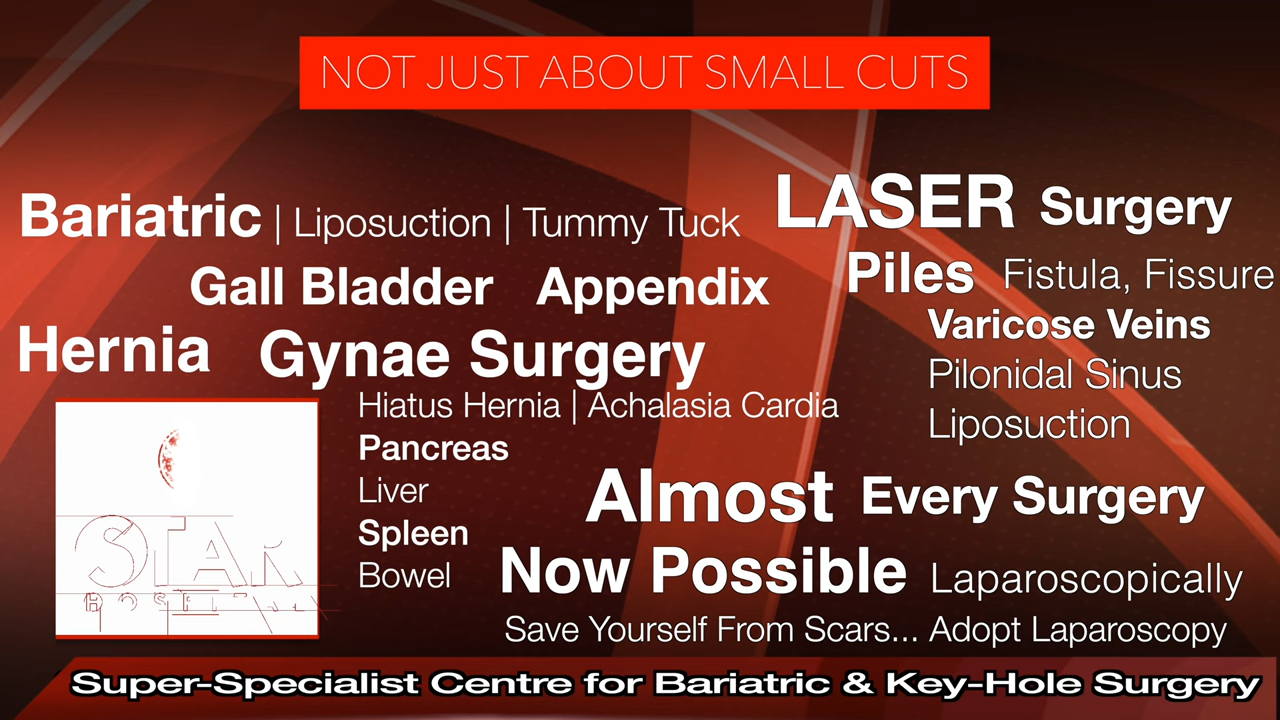 NOT JUST ABOUT SMALL CUTS
Bariatric | Liposuction | Tummy Tuck
Gall Bladder Appendix
Hernia Gynae Surgery
Hiatus Hernia | Achalasia Cardia
Pancreas
Liver
Spleen
Bowel
LASER Surgery
Piles Fistula, Fissure
Varicose Veins
Pilonidal Sinus
Liposuction
Almost Every Surgery
Now Possible Laparoscopically
Save Yourself From Scars... Adopt Laparoscopy
STAR
HOSPITAL
Super-Specialist Centre for Bariatric & Key-Hole Surgery